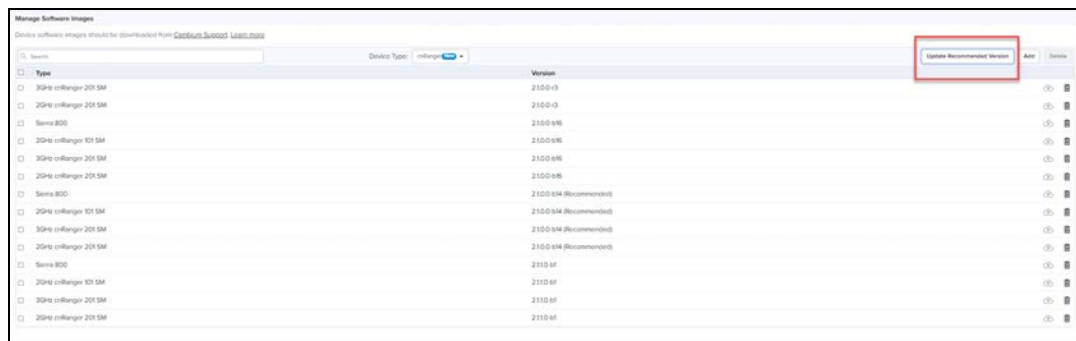 Manage Software Images
Device software images should be downloaded from Cambium Support. Learn more
Search Device Type: cnRanger New Update Recommended Version Add Delete
Type Version
3GHz cnRanger 201 SM 2.1.0.0-r3
2GHz cnRanger 201 SM 2.1.0.0-r3
Sierra 800 2.1.0.0-b16
2GHz cnRanger 101 SM 2.1.0.0-b16
3GHz cnRanger 201 SM 2.1.0.0-b16
2GHz cnRanger 201 SM 2.1.0.0-b16
Sierra 800 2.1.0.0-b14 (Recommended)
2GHz cnRanger 101 SM 2.1.0.0-b14 (Recommended)
3GHz cnRanger 201 SM 2.1.0.0-b14 (Recommended)
2GHz cnRanger 201 SM 2.1.0.0-b14 (Recommended)
Sierra 800 2.1.1.0-b1
2GHz cnRanger 101 SM 2.1.1.0-b1
3GHz cnRanger 201 SM 2.1.1.0-b1
2GHz cnRanger 201 SM 2.1.1.0-b1